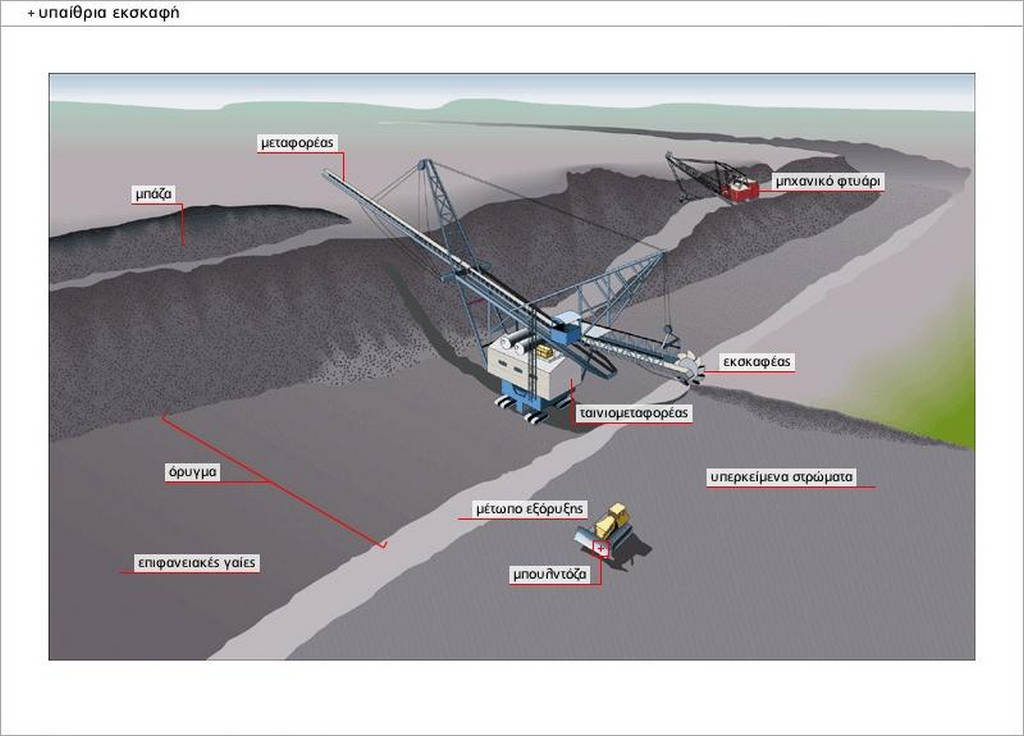 + υπαίθρια εκσκαφή
μεταφορέας
μπάζα
μηχανικό φτυάρι
εκσκαφέας
ταινιομεταφορέας
όρυγμα
υπερκείμενα στρώματα
μέτωπο εξόρυξης
επιφανειακές γαίες
μπουλντόζα